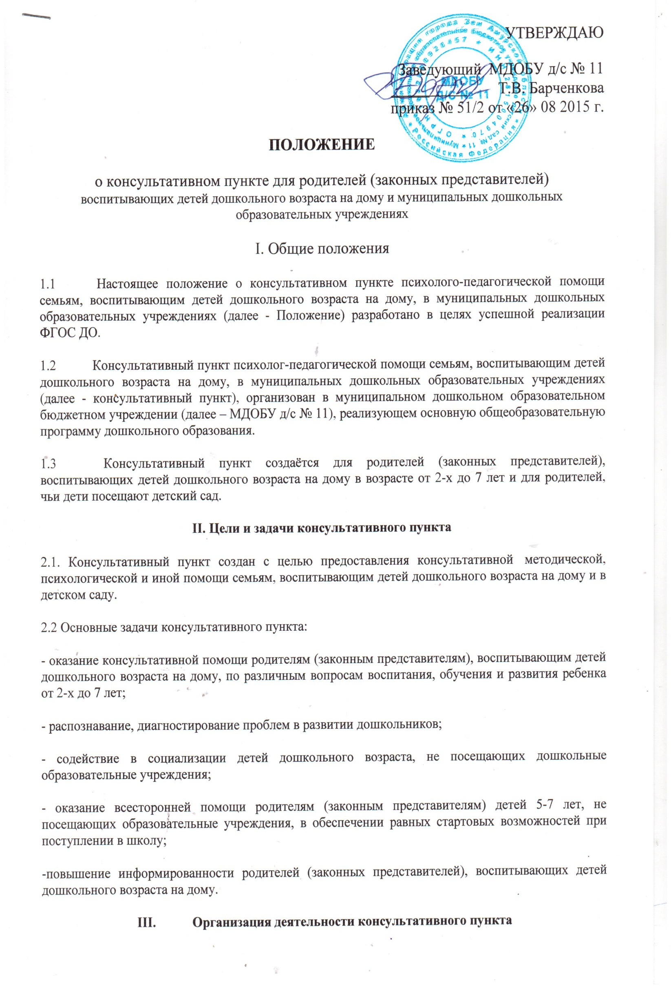 УТВЕРЖДАЮ
Заведующий МДОБУ д/с № 11
Т.В. Барченкова
приказ № 51/2 от «26» 08 2015 г.
МДОБУ
Д/С № 11
ПОЛОЖЕНИЕ
о консультативном пункте для родителей (законных представителей)
воспитывающих детей дошкольного возраста на дому и муниципальных дошкольных
образовательных учреждениях
I. Общие положения
1.1 Настоящее положение о консультативном пункте психолого-педагогической помощи
семьям, воспитывающим детей дошкольного возраста на дому, в муниципальных дошкольных
образовательных учреждениях (далее - Положение) разработано в целях успешной реализации
ФГОС ДО.
1.2 Консультативный пункт психолог-педагогической помощи семьям, воспитывающим детей
дошкольного возраста на дому, в муниципальных дошкольных образовательных учреждениях
(далее - консультативный пункт), организован в муниципальном дошкольном образовательном
бюджетном учреждении (далее – МДОБУ д/с № 11), реализующем основную общеобразовательную
программу дошкольного образования.
1.3 Консультативный пункт создаётся для родителей (законных представителей),
воспитывающих детей дошкольного возраста на дому в возрасте от 2-х до 7 лет и для родителей,
чьи дети посещают детский сад.
II. Цели и задачи консультативного пункта
2.1. Консультативный пункт создан с целью предоставления консультативной методической,
психологической и иной помощи семьям, воспитывающим детей дошкольного возраста на дому и в
детском саду.
2.2 Основные задачи консультативного пункта:
- оказание консультативной помощи родителям (законным представителям), воспитывающим детей
дошкольного возраста на дому, по различным вопросам воспитания, обучения и развития ребенка
от 2-х до 7 лет;
- распознавание, диагностирование проблем в развитии дошкольников;
- содействие в социализации детей дошкольного возраста, не посещающих дошкольные
образовательные учреждения;
- оказание всесторонней помощи родителям (законным представителям) детей 5-7 лет, не
посещающих образовательные учреждения, в обеспечении равных стартовых возможностей при
поступлении в школу;
-повышение информированности родителей (законных представителей), воспитывающих детей
дошкольного возраста на дому.
III. Организация деятельности консультативного пункта